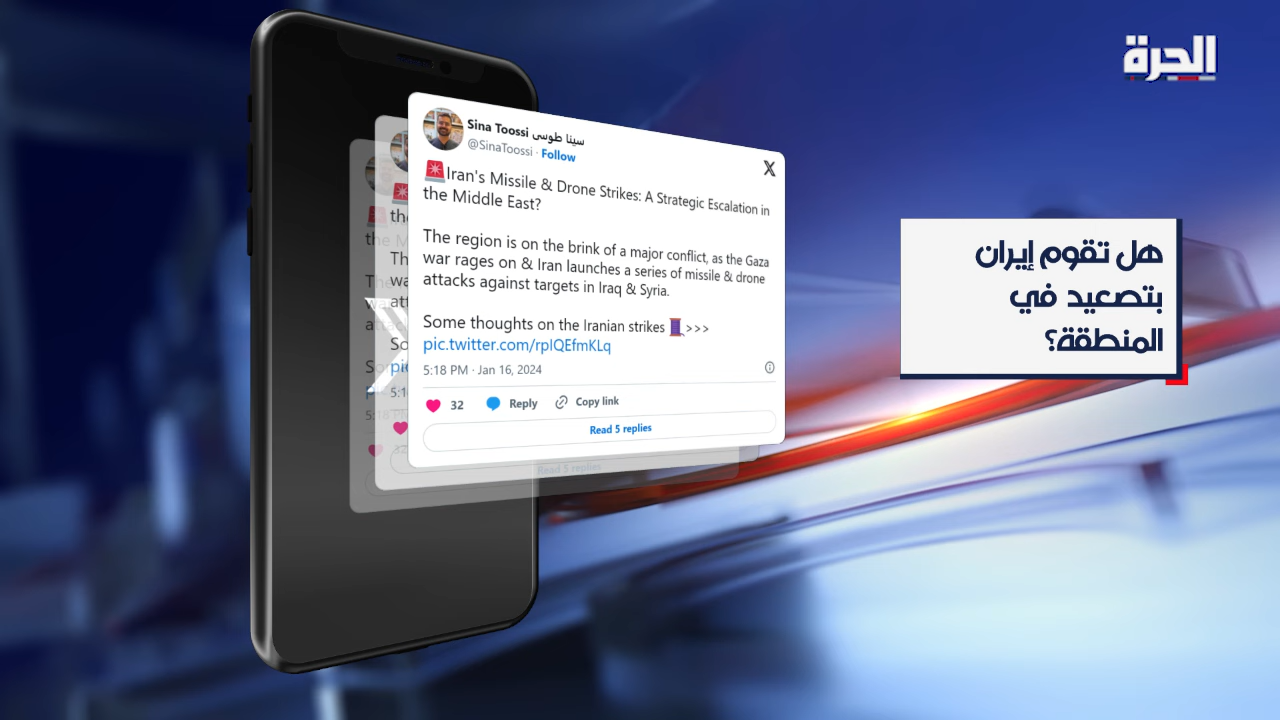 الحرة
Sina Toossi سینا طوسی
@SinaToossi · Follow
🚨Iran's Missile & Drone Strikes: A Strategic Escalation in
the Middle East?
The region is on the brink of a major conflict, as the Gaza
war rages on & Iran launches a series of missile & drone
attacks against targets in Iraq & Syria.
Some thoughts on the Iranian strikes 🧵>>>
pic.twitter.com/rpIQEfmKLq
5:18 PM · Jan 16, 2024
32 Reply Copy link
Read 5 replies
هل تقوم إيران
بتصعيد في
المنطقة؟